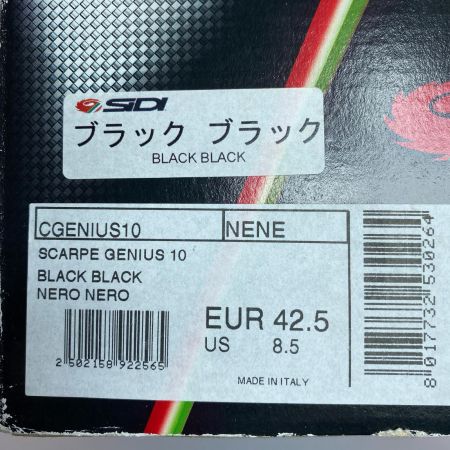 SIDI
ブラック ブラック
BLACK BLACK
CGENIUS10 NENE
SCARPE GENIUS 10
BLACK BLACK
NERO NERO
EUR 42.5
US 8.5
2 502158 922565
MADE IN ITALY
8 017732 530264